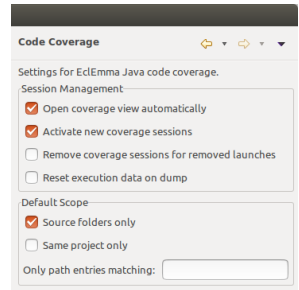 Code Coverage
Settings for EclEmma Java code coverage.
Session Management
Open coverage view automatically
Activate new coverage sessions
Remove coverage sessions for removed launches
Reset execution data on dump
Default Scope
Source folders only
Same project only
Only path entries matching: